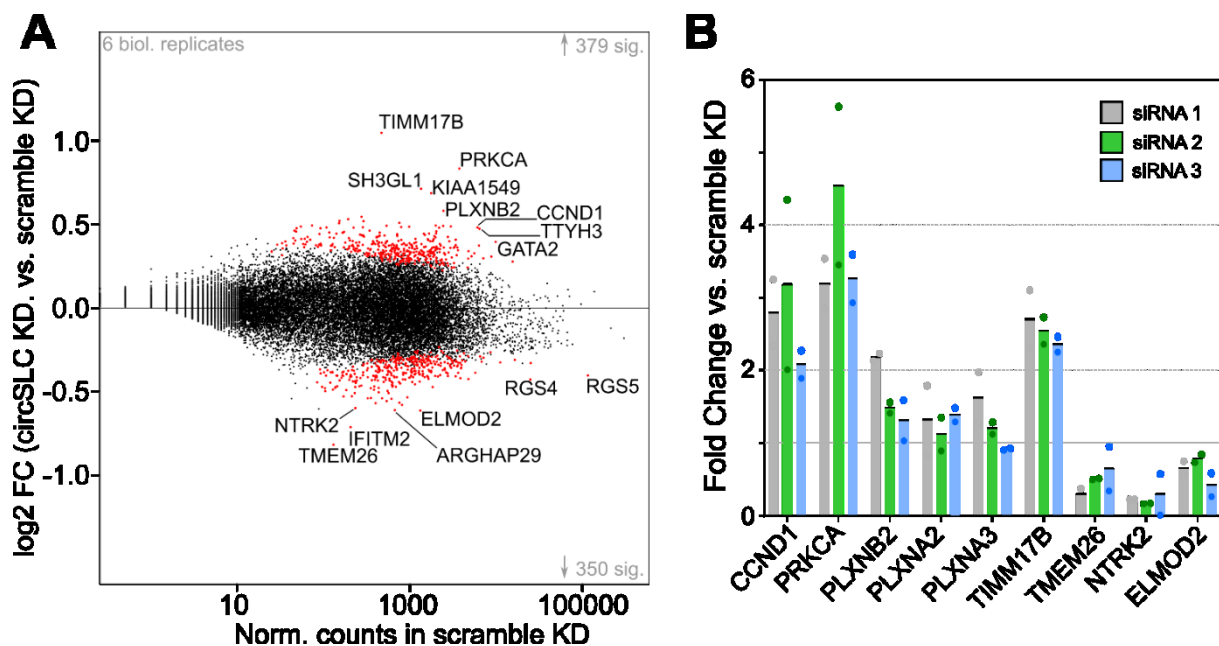 A
6 biol. replicates
379 sig.
log2 FC (circSLC KD. vs. scramble KD)
1.0
0.5
0.0
-0.5
-1.0
TIMM17B
PRKCA
SH3GL1
KIAA1549
PLXNB2
CCND1
TTYH3
GATA2
RGS4
RGS5
NTRK2
ELMOD2
IFITM2
TMEM26
ARGHAP29
350 sig.
10
1000
100000
Norm. counts in scramble KD
B
Fold Change vs. scramble KD
6
4
2
0
siRNA 1
siRNA 2
siRNA 3
CCND1
PRKCA
PLXNB2
PLXNA2
PLXNA3
TIMM17B
TMEM26
NTRK2
ELMOD2